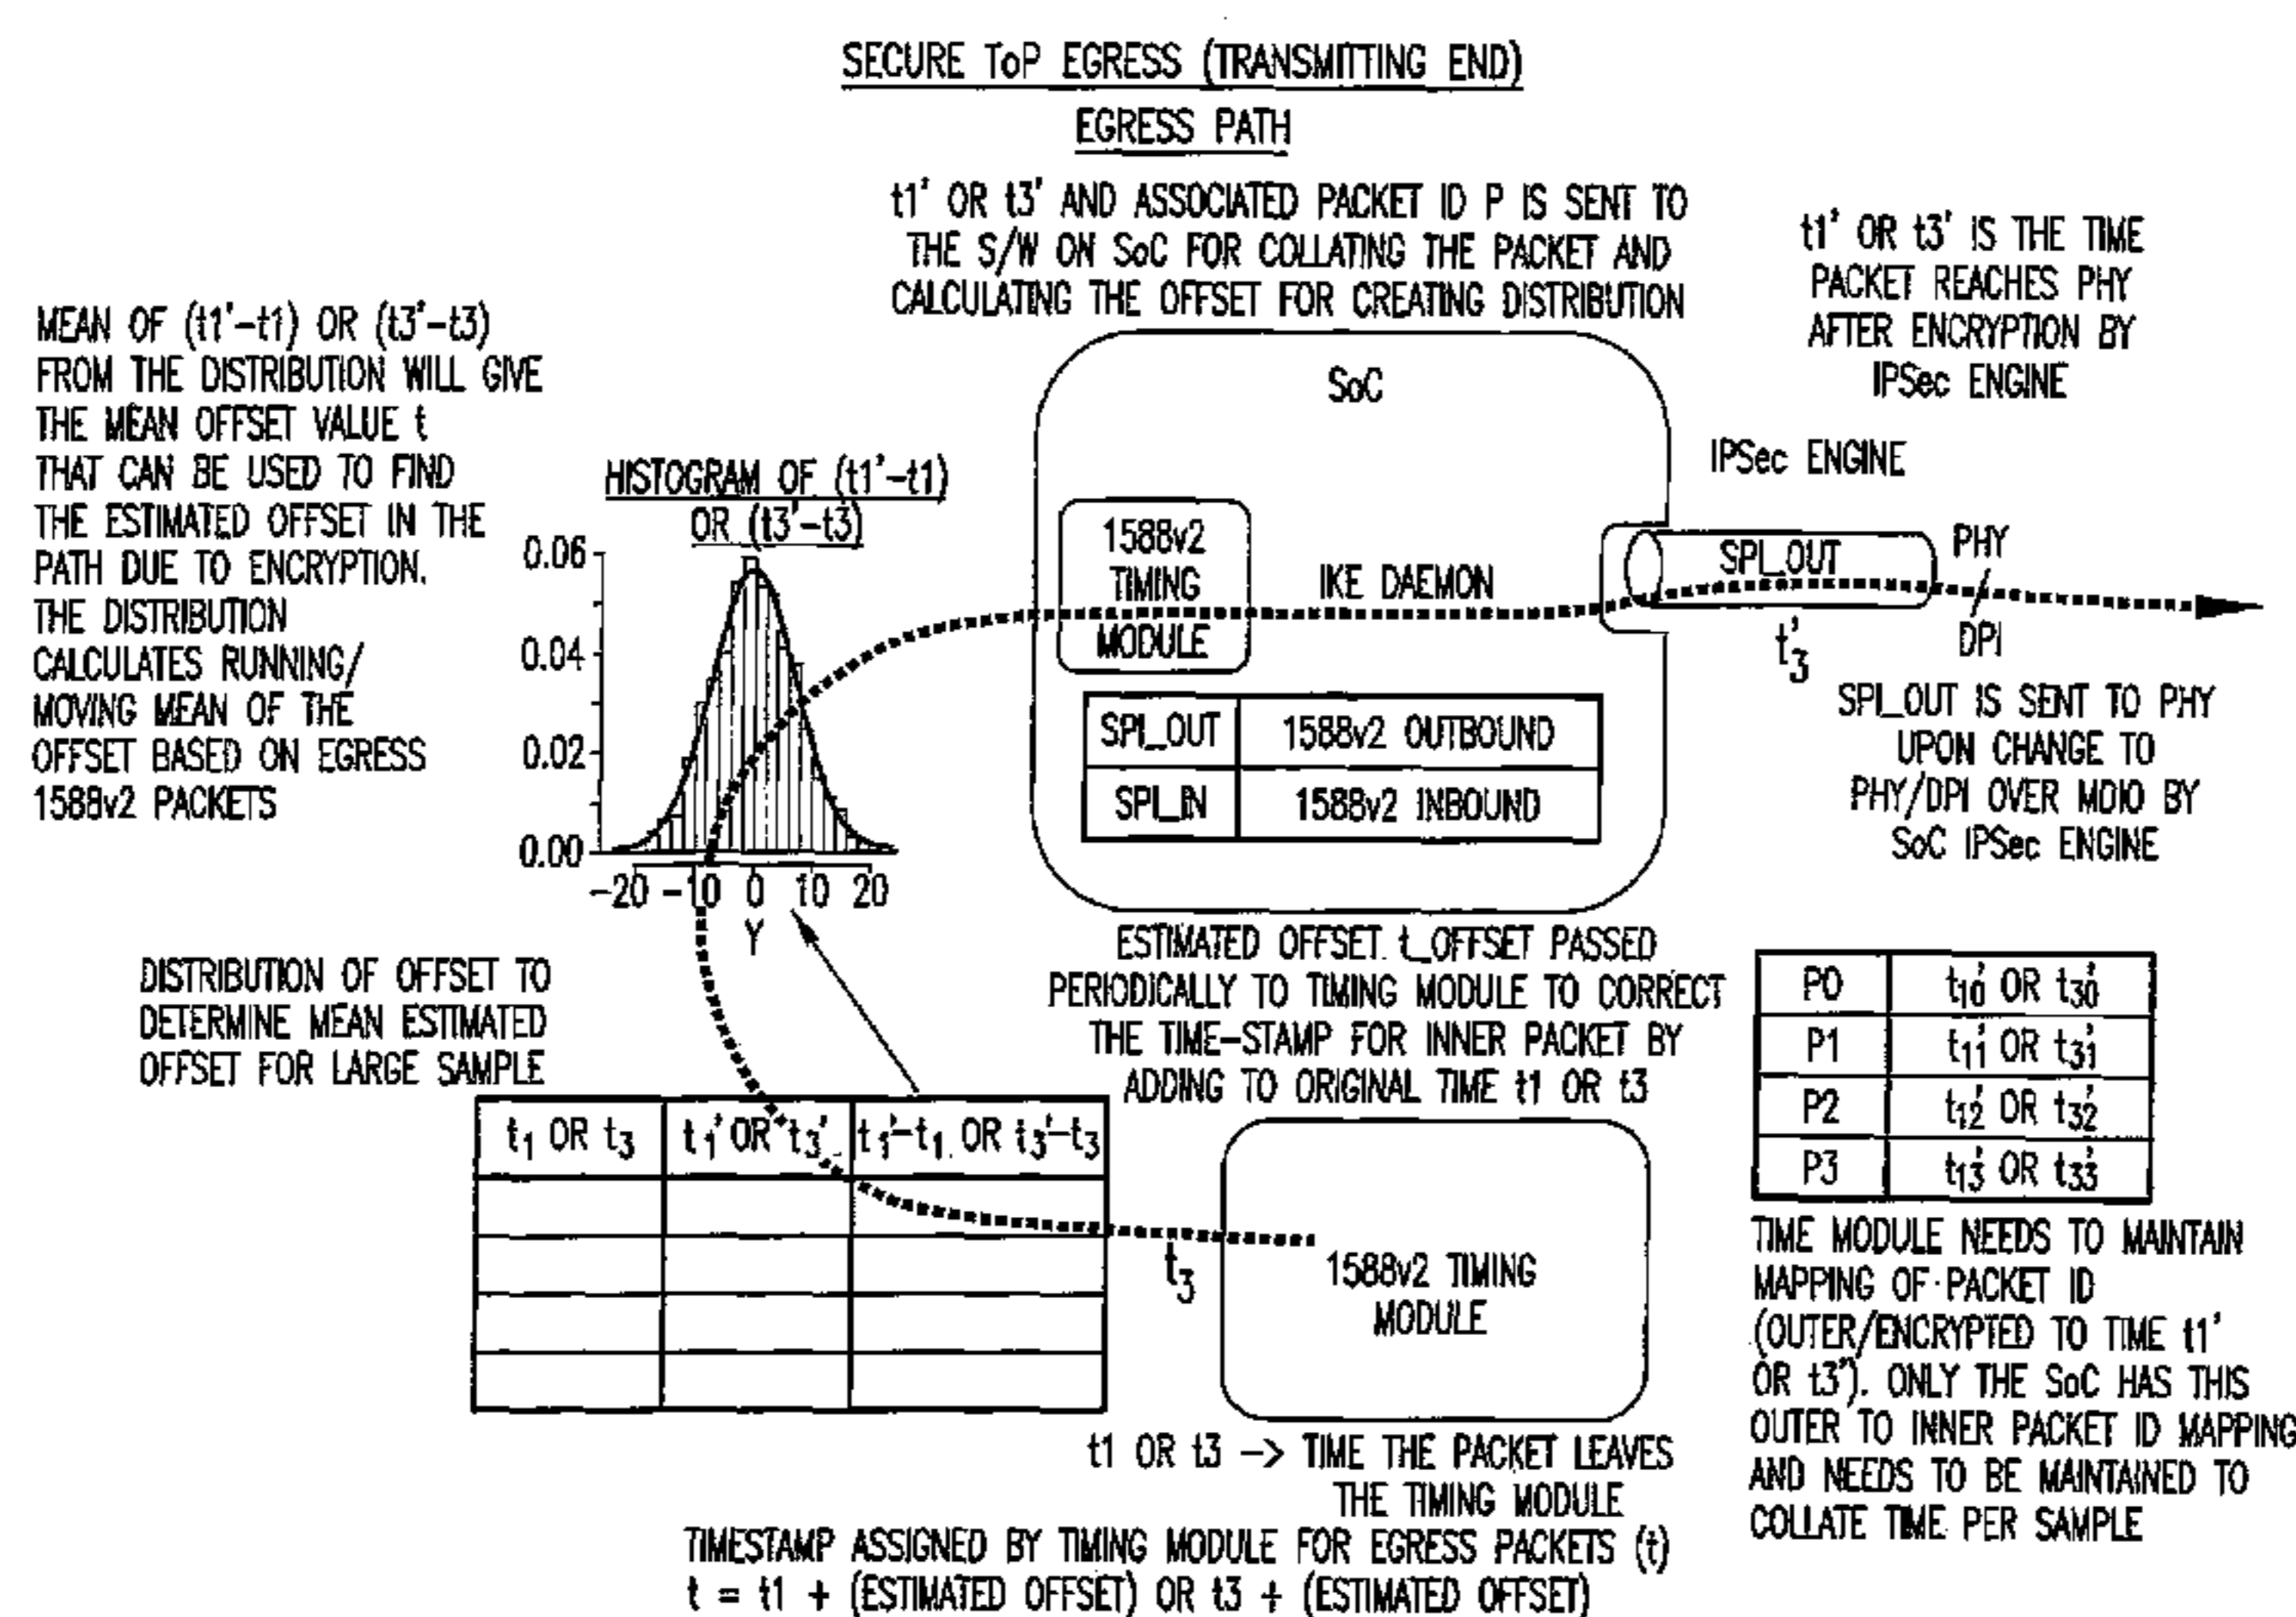 SECURE ToP EGRESS (TRANSMITTING END)
EGRESS PATH
t1' OR t3' AND ASSOCIATED PACKET ID P IS SENT TO
THE S/W ON SoC FOR COLLATING THE PACKET AND
CALCULATING THE OFFSET FOR CREATING DISTRIBUTION
t1' OR t3' IS THE TIME
PACKET REACHES PHY
AFTER ENCRYPTION BY
IPSec ENGINE
MEAN OF (t1'-t1) OR (t3'-t3)
FROM THE DISTRIBUTION WILL GIVE
THE MEAN OFFSET VALUE t
THAT CAN BE USED TO FIND
THE ESTIMATED OFFSET IN THE
PATH DUE TO ENCRYPTION.
THE DISTRIBUTION
CALCULATES RUNNING/
MOVING MEAN OF THE
OFFSET BASED ON EGRESS
1588v2 PACKETS
HISTOGRAM OF (t1'-t1)
OR (t3'-t3)
0.06
0.04
0.02
0.00
-20 -10 0 10 20
Y
SoC
1588v2
TIMING
MODULE
IKE DAEMON
SPI_OUT 1588v2 OUTBOUND
SPI_IN 1588v2 INBOUND
IPSec ENGINE
SPI_OUT
PHY
DPI
t'3
SPI_OUT IS SENT TO PHY
UPON CHANGE TO
PHY/DPI OVER MDIO BY
SoC IPSec ENGINE
DISTRIBUTION OF OFFSET TO
DETERMINE MEAN ESTIMATED
OFFSET FOR LARGE SAMPLE
ESTIMATED OFFSET t_OFFSET PASSED
PERIODICALLY TO TIMING MODULE TO CORRECT
THE TIME-STAMP FOR INNER PACKET BY
ADDING TO ORIGINAL TIME t1 OR t3
t1 OR t3 t1' OR t3' t1'-t1 OR t3'-t3
t3
1588v2 TIMING
MODULE
P0 t10' OR t30'
P1 t11' OR t31'
P2 t12' OR t32'
P3 t13' OR t33'
TIME MODULE NEEDS TO MAINTAIN
MAPPING OF PACKET ID
(OUTER/ENCRYPTED TO TIME t1'
OR t3'). ONLY THE SoC HAS THIS
OUTER TO INNER PACKET ID MAPPING
AND NEEDS TO BE MAINTAINED TO
COLLATE TIME PER SAMPLE
t1 OR t3 -> TIME THE PACKET LEAVES
THE TIMING MODULE
TIMESTAMP ASSIGNED BY TIMING MODULE FOR EGRESS PACKETS (t)
t = t1 + (ESTIMATED OFFSET) OR t3 + (ESTIMATED OFFSET)